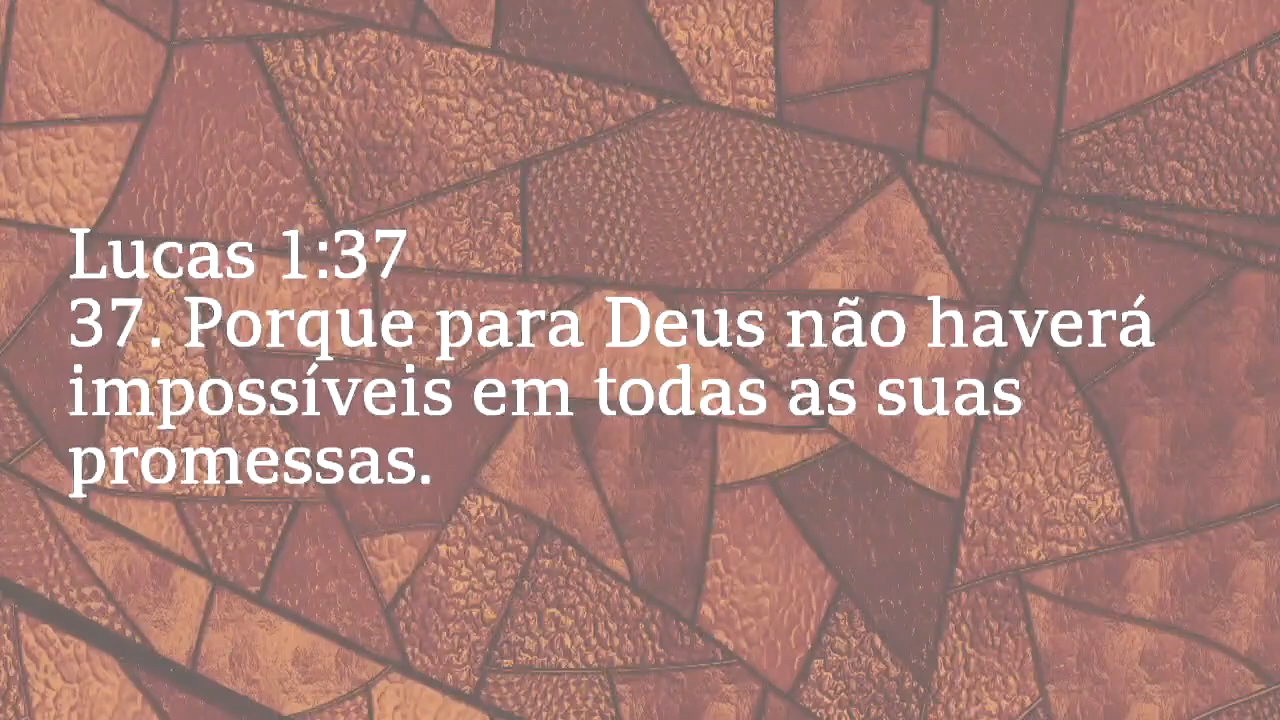 Lucas 1:37
37. Porque para Deus não haverá
impossíveis em todas as suas
promessas.